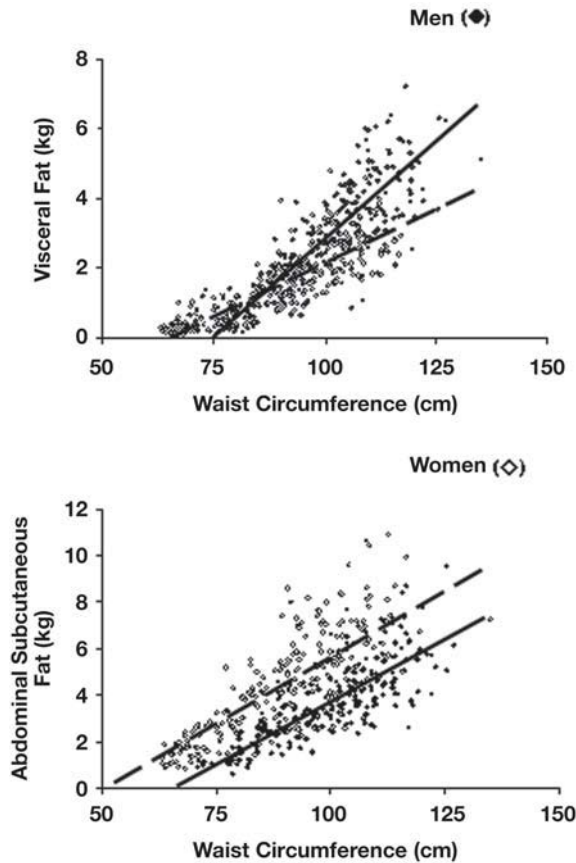 Men (◆)
8
6
4
2
0
Visceral Fat (kg)
50 75 100 125 150
Waist Circumference (cm)
Women (◇)
12
10
8
6
4
2
0
Abdominal Subcutaneous
Fat (kg)
50 75 100 125 150
Waist Circumference (cm)